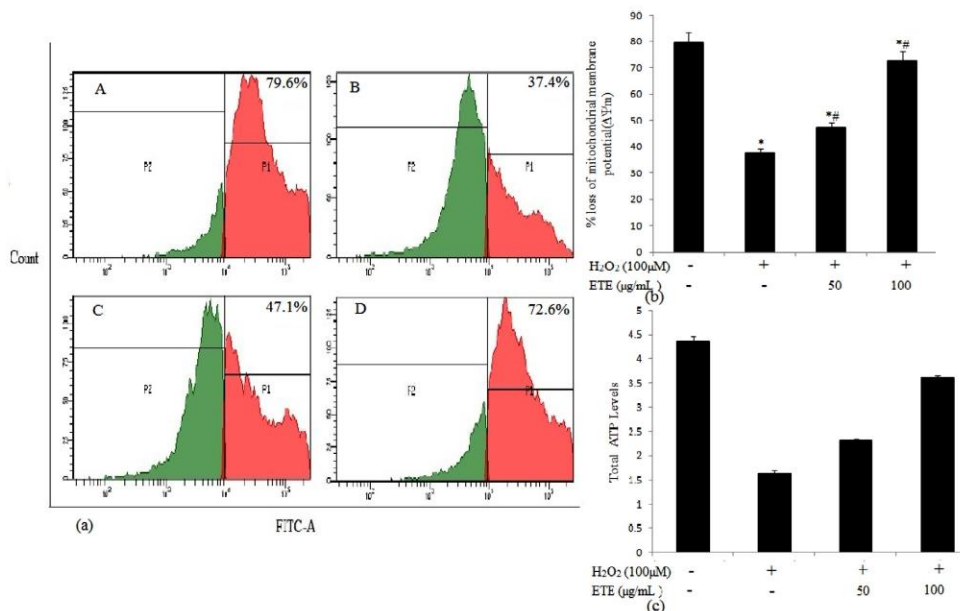 A
79.6%
P2
P1
B
37.4%
P2
P1
Count
C
47.1%
P2
P1
D
72.6%
P2
P1
(a)
FITC-A
% loss of mitochondrial membrane
potential(ΔΨm)
90
80
70
60
50
40
30
20
10
0
*
*#
*#
H₂O₂ (100µM) - + + +
ETE (µg/mL ) - - 50 100
(b)
Total ATP Levels
5
4.5
4
3.5
3
2.5
2
1.5
1
0.5
0
H₂O₂ (100µM) - + + +
ETE (µg/mL ) - - 50 100
(c)